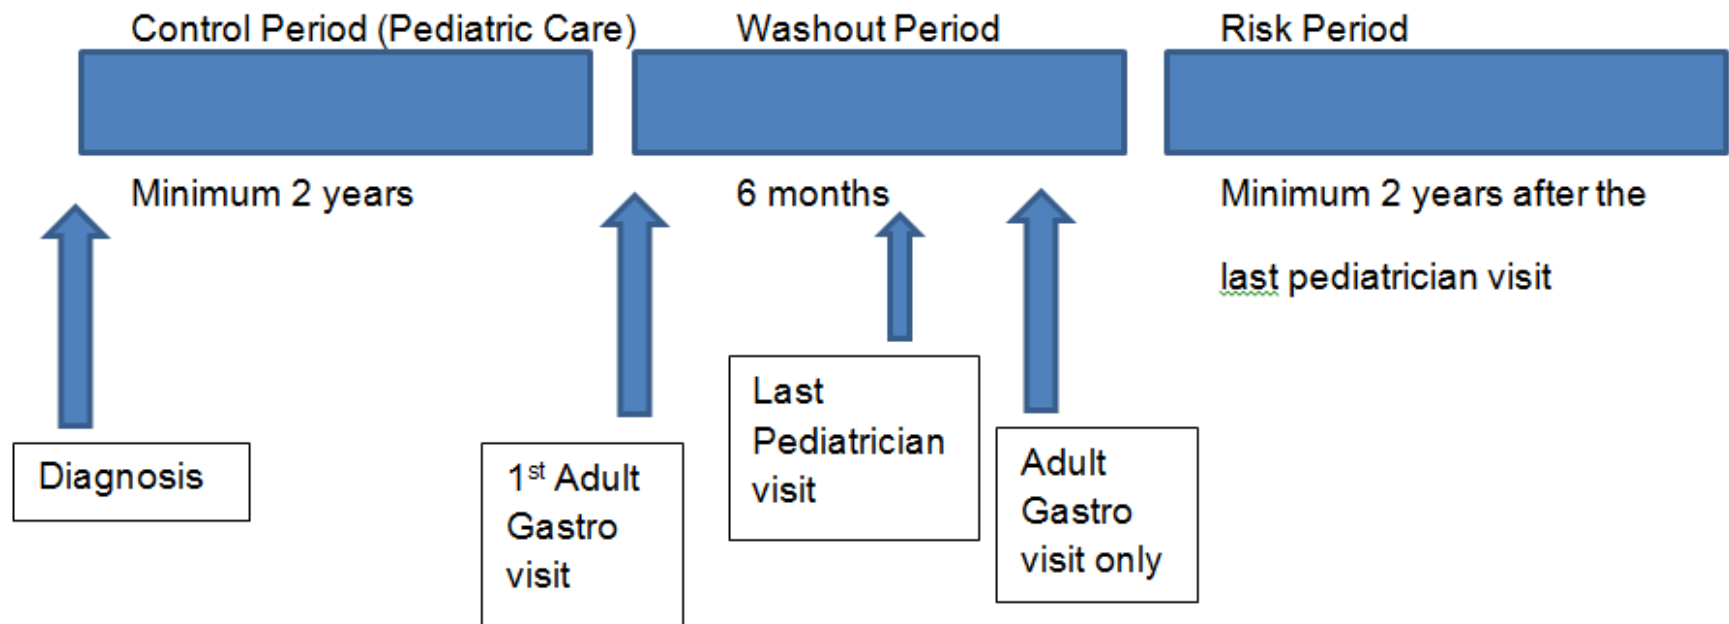 Control Period (Pediatric Care)
Washout Period
Risk Period
Minimum 2 years
6 months
Minimum 2 years after the
last pediatrician visit
Diagnosis
1st Adult
Gastro
visit
Last
Pediatrician
visit
Adult
Gastro
visit only